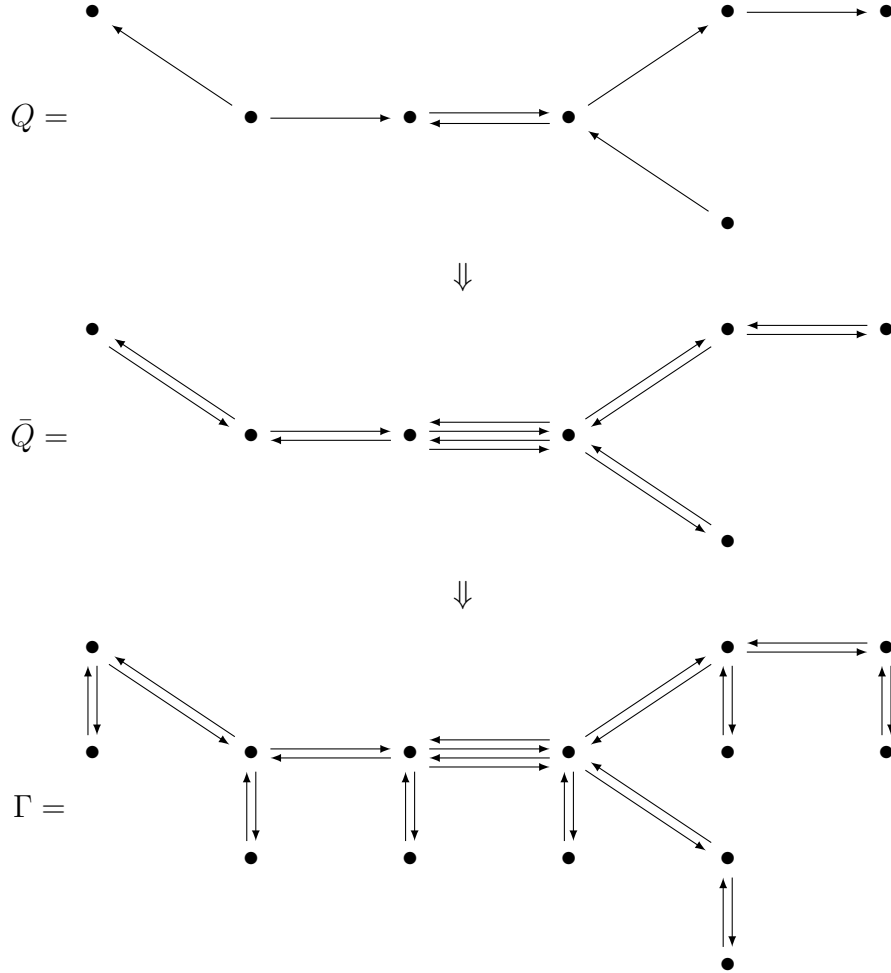 Q =
⇓
Q̄ =
⇓
Γ =